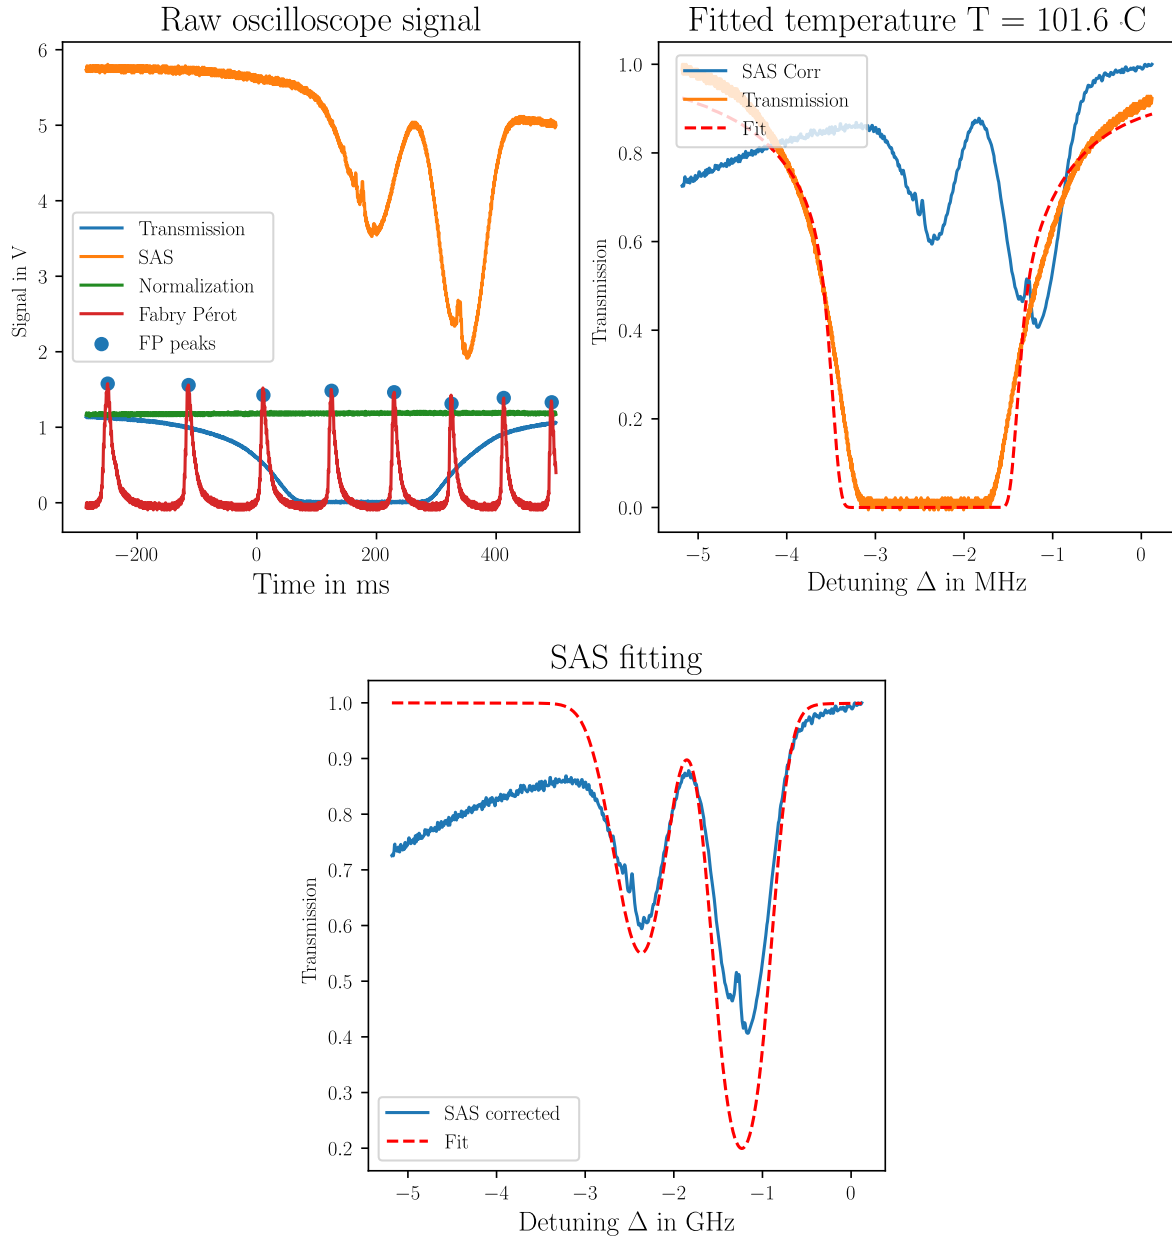 Raw oscilloscope signal
6
5
4
3
2
1
0
Signal in V
Transmission
SAS
Normalization
Fabry Pérot
FP peaks
−200
0
200
400
Time in ms
Fitted temperature T = 101.6 °C
1.0
0.8
0.6
0.4
0.2
0.0
Transmission
SAS Corr
Transmission
Fit
−5
−4
−3
−2
−1
0
Detuning Δ in MHz
SAS fitting
1.0
0.9
0.8
0.7
0.6
0.5
0.4
0.3
0.2
Transmission
SAS corrected
Fit
−5
−4
−3
−2
−1
0
Detuning Δ in GHz